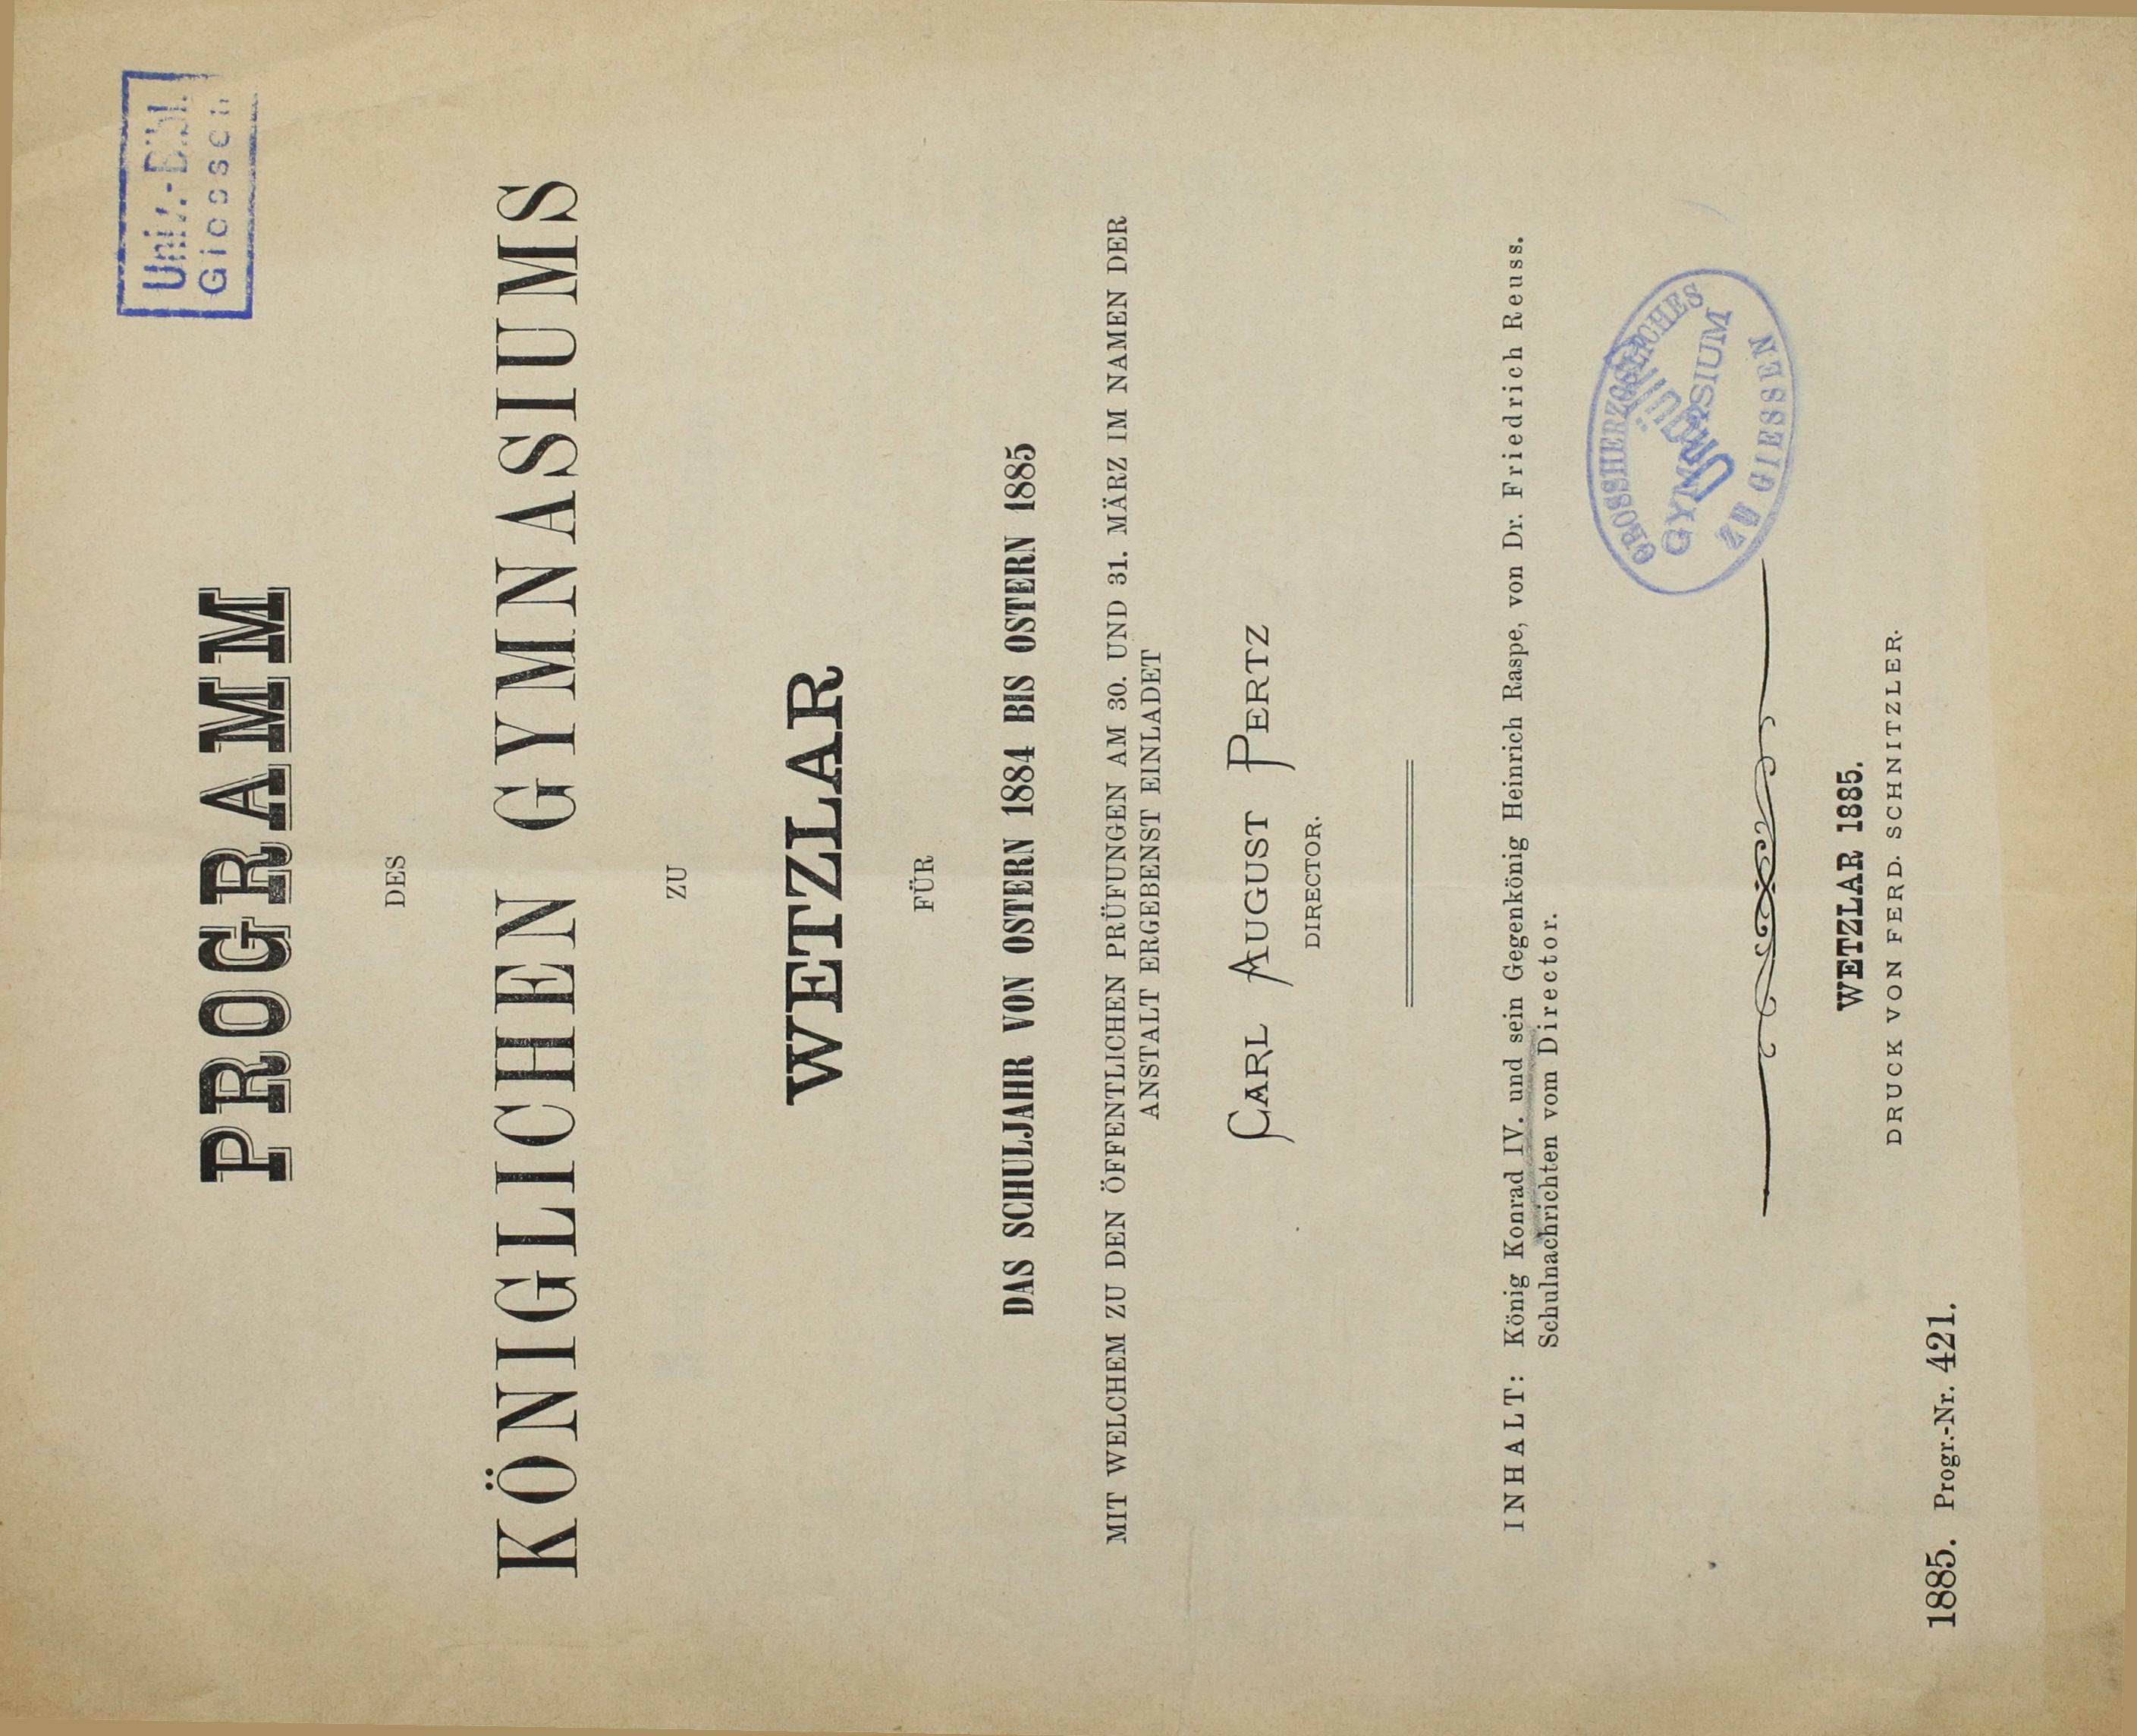 Univ.-Bibl.
Giessen
PROGRAMM
DES
KÖNIGLICHEN GYMNASIUMS
ZU
WETZLAR
FÜR
DAS SCHULJAHR VON OSTERN 1884 BIS OSTERN 1885
MIT WELCHEM ZU DEN ÖFFENTLICHEN PRÜFUNGEN AM 30. UND 31. MÄRZ IM NAMEN DER
ANSTALT ERGEBENST EINLADET
CARL AUGUST PERTZ
DIRECTOR.
INHALT: König Konrad IV. und sein Gegenkönig Heinrich Raspe, von Dr. Friedrich Reuss.
Schulnachrichten vom Director.
GROSSHERZOGLICHES
GYMNASIUM
ZU GIESSEN
Ungültig
WETZLAR 1885.
DRUCK VON FERD. SCHNITZLER.
1885. Progr.-Nr. 421.